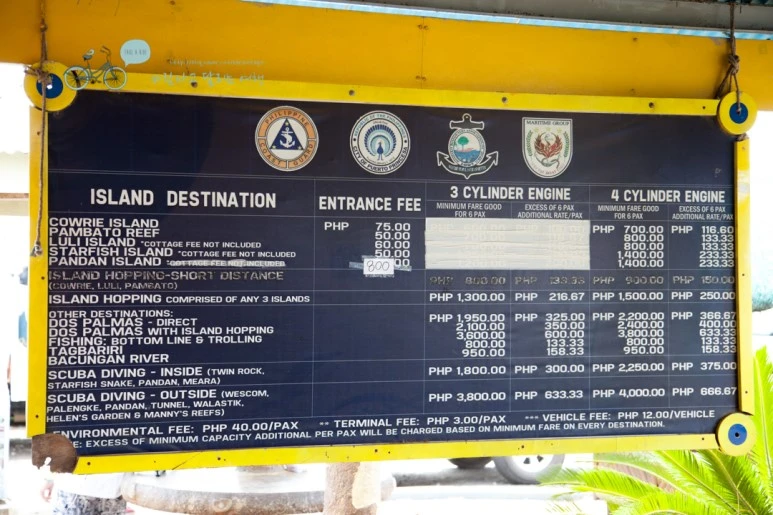 ISLAND DESTINATION ENTRANCE FEE 3 CYLINDER ENGINE 4 CYLINDER ENGINE
MINIMUM FARE GOOD FOR 6 PAX EXCESS OF 6 PAX ADDITIONAL RATE/PAX MINIMUM FARE GOOD FOR 6 PAX EXCESS OF 6 PAX ADDITIONAL RATE/PAX
COWRIE ISLAND PHP 75.00 PHP 700.00 PHP 116.60
PAMBATO REEF 50.00 800.00 133.33
LULI ISLAND *COTTAGE FEE NOT INCLUDED 60.00 800.00 133.33
STARFISH ISLAND *COTTAGE FEE NOT INCLUDED 50.00 1,400.00 233.33
PANDAN ISLAND *COTTAGE FEE NOT INCLUDED 1,400.00 233.33
800
ISLAND HOPPING-SHORT DISTANCE PHP 800.00 PHP 133.33 PHP 900.00 PHP 150.00
(COWRIE, LULI, PAMBATO)
ISLAND HOPPING COMPRISED OF ANY 3 ISLANDS PHP 1,300.00 PHP 216.67 PHP 1,500.00 PHP 250.00
OTHER DESTINATIONS:
DOS PALMAS - DIRECT PHP 1,950.00 PHP 325.00 PHP 2,200.00 PHP 366.67
DOS PALMAS WITH ISLAND HOPPING 2,100.00 350.00 2,400.00 400.00
FISHING: BOTTOM LINE & TROLLING 3,600.00 600.00 3,800.00 633.33
TAGBARIRI 800.00 133.33 800.00 133.33
BACUNGAN RIVER 950.00 158.33 950.00 158.33
SCUBA DIVING - INSIDE (TWIN ROCK, PHP 1,800.00 PHP 300.00 PHP 2,250.00 PHP 375.00
STARFISH SNAKE, PANDAN, MEARA)
SCUBA DIVING - OUTSIDE (WESCOM, PHP 3,800.00 PHP 633.33 PHP 4,000.00 PHP 666.67
PALENGKE, PANDAN, TUNNEL, WALASTIK,
HELEN'S GARDEN & MANNY'S REEFS)
ENVIRONMENTAL FEE: PHP 40.00/PAX ** TERMINAL FEE: PHP 3.00/PAX *** VEHICLE FEE: PHP 12.00/VEHICLE
EXCESS OF MINIMUM CAPACITY ADDITIONAL PER PAX WILL BE CHARGED BASED ON MINIMUM FARE ON EVERY DESTINATION.
PHILIPPINE COAST GUARD
MARITIME GROUP